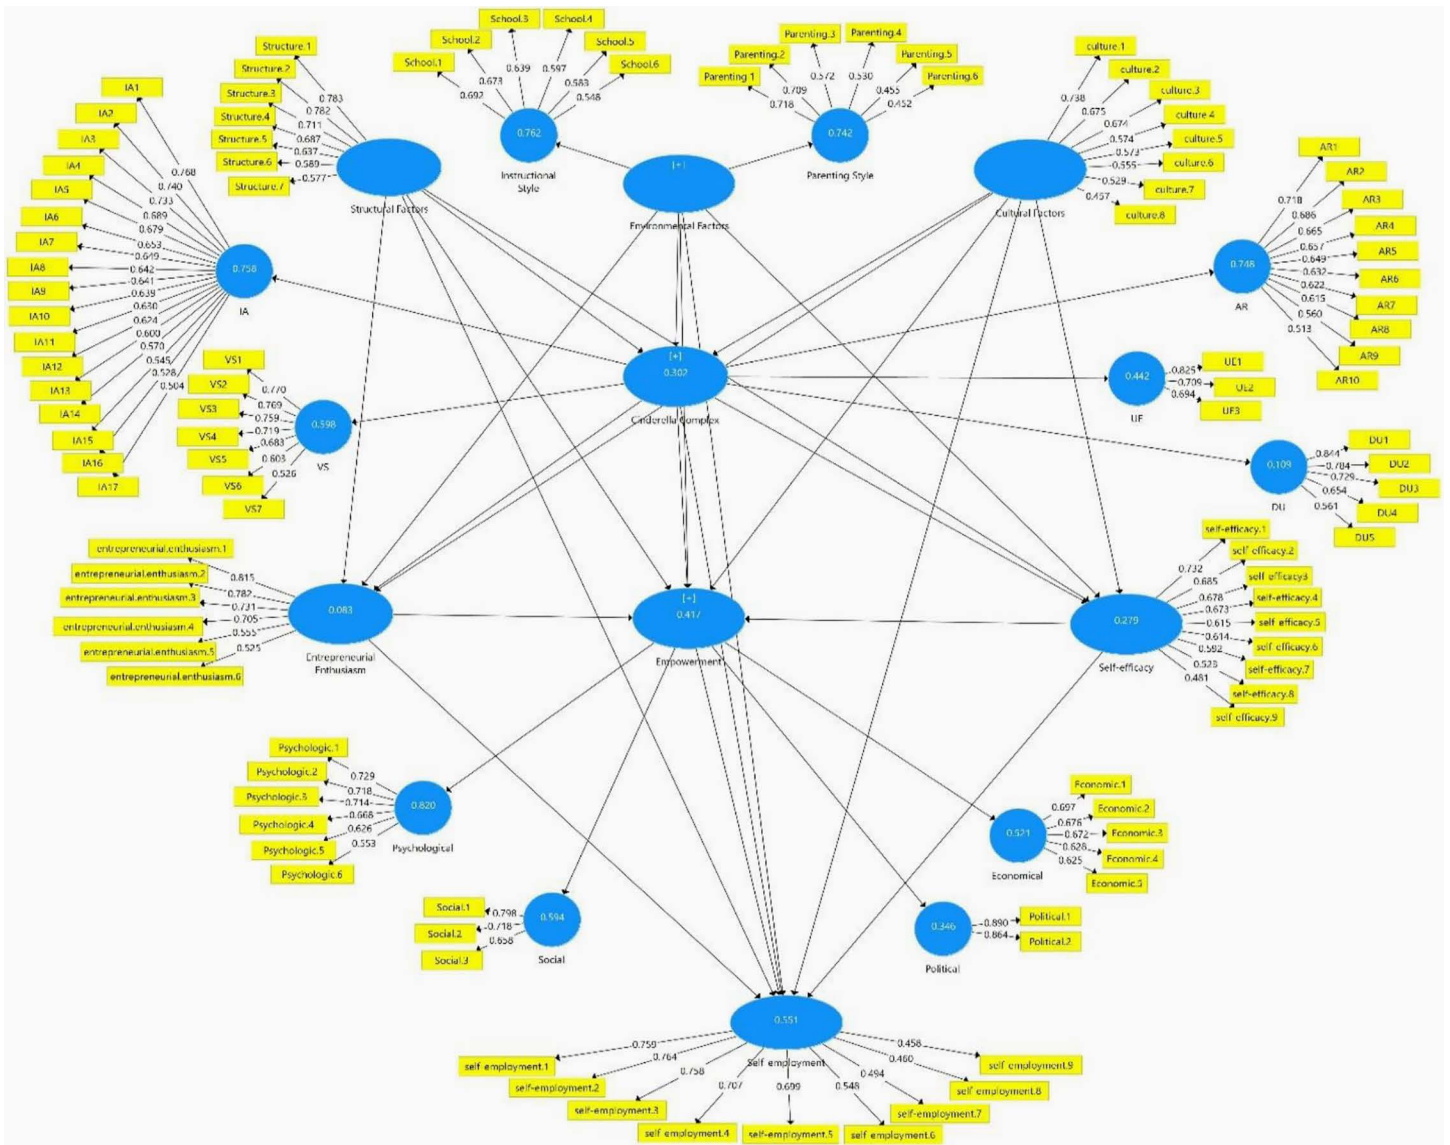 Structure.1
Structure.2
Structure.3
Structure.4
Structure.5
Structure.6
Structure.7
0.783
0.782
0.711
0.687
0.637
0.589
0.577
Structural Factors
School.1
School.2
School.3
School.4
School.5
School.6
0.692
0.673
0.639
0.597
0.583
0.548
0.762
Instructional
Style
Parenting.1
Parenting.2
Parenting.3
Parenting.4
Parenting.5
Parenting.6
0.718
0.709
0.572
0.530
0.455
0.452
0.742
Parenting Style
[+]
Environmental Factors
culture.1
culture.2
culture.3
culture.4
culture.5
culture.6
culture.7
culture.8
0.738
0.675
0.674
0.574
0.573
0.555
0.529
0.457
Cultural Factors
IA1
IA2
IA3
IA4
IA5
IA6
IA7
IA8
IA9
IA10
IA11
IA12
IA13
IA14
IA15
IA16
IA17
0.768
0.740
0.733
0.689
0.679
0.653
0.649
0.642
0.641
0.639
0.630
0.624
0.600
0.570
0.545
0.528
0.504
0.758
IA
AR1
AR2
AR3
AR4
AR5
AR6
AR7
AR8
AR9
AR10
0.718
0.686
0.665
0.657
0.649
0.632
0.622
0.615
0.560
0.513
0.748
AR
VS1
VS2
VS3
VS4
VS5
VS6
VS7
0.770
0.769
0.759
0.719
0.683
0.603
0.526
0.598
VS
[+]
0.302
Cinderella Complex
0.442
UE
UE1
UE2
UE3
0.825
0.709
0.694
0.109
DU
DU1
DU2
DU3
DU4
DU5
0.844
0.784
0.729
0.654
0.561
entrepreneurial.enthusiasm.1
entrepreneurial.enthusiasm.2
entrepreneurial.enthusiasm.3
entrepreneurial.enthusiasm.4
entrepreneurial.enthusiasm.5
entrepreneurial.enthusiasm.6
0.815
0.782
0.731
0.705
0.555
0.525
0.083
Entrepreneurial
Enthusiasm
[+]
0.417
Empowerment
0.279
Self-efficacy
self-efficacy.1
self-efficacy.2
self-efficacy3
self-efficacy.4
self-efficacy.5
self-efficacy.6
self-efficacy.7
self-efficacy.8
self-efficacy.9
0.732
0.685
0.678
0.673
0.615
0.614
0.592
0.523
0.481
Psychologic.1
Psychologic.2
Psychologic.3
Psychologic.4
Psychologic.5
Psychologic.6
0.729
0.718
0.714
0.668
0.626
0.553
0.820
Psychological
Social.1
Social.2
Social.3
0.798
0.718
0.658
0.594
Social
0.521
Economical
Economic.1
Economic.2
Economic.3
Economic.4
Economic.5
0.697
0.676
0.672
0.628
0.625
0.346
Political
0.890
0.864
Political.1
Political.2
0.551
Self employment
0.759
0.764
0.758
0.707
0.699
0.548
0.494
0.460
0.458
self employment.1
self-employment.2
self-employment.3
self employment.4
self-employment.5
self employment.6
self-employment.7
self employment.8
self employment.9